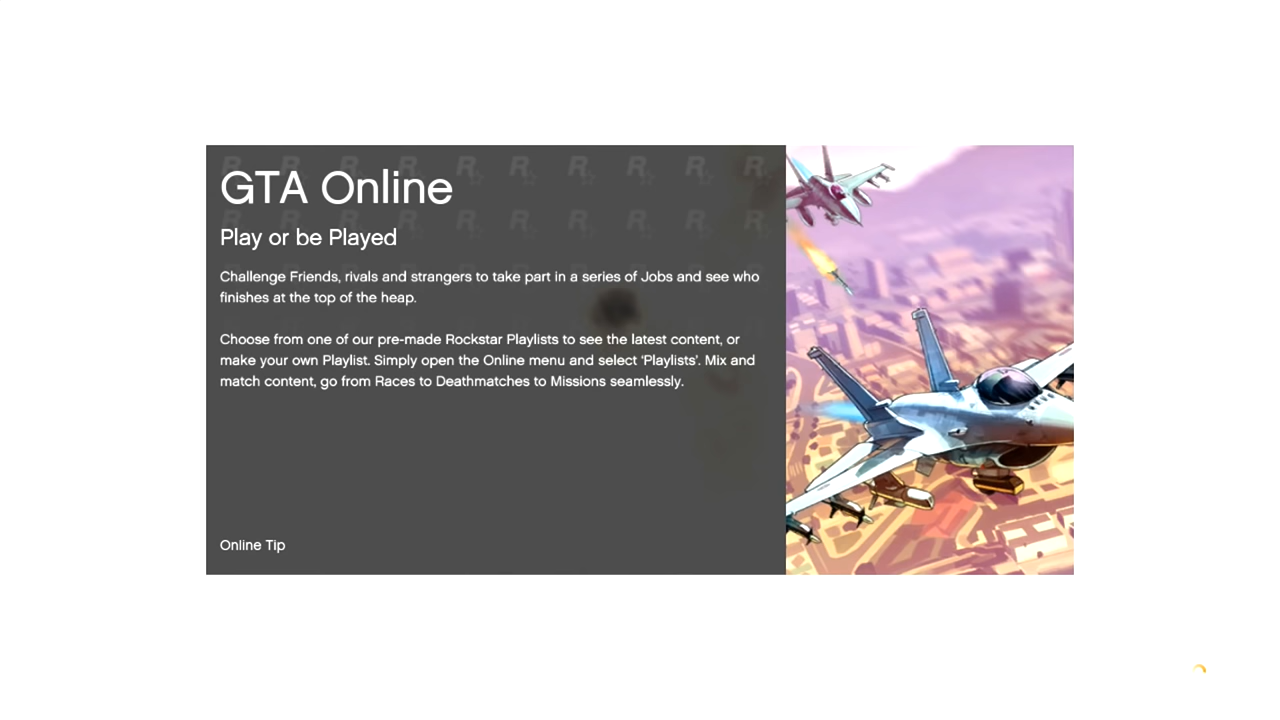 GTA Online
Play or be Played
Challenge Friends, rivals and strangers to take part in a series of Jobs and see who
finishes at the top of the heap.
Choose from one of our pre-made Rockstar Playlists to see the latest content, or
make your own Playlist. Simply open the Online menu and select ‘Playlists’. Mix and
match content, go from Races to Deathmatches to Missions seamlessly.
Online Tip